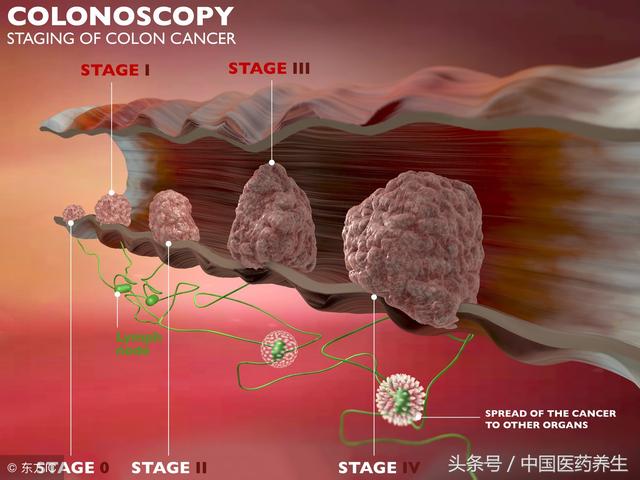 COLONOSCOPY
STAGING OF COLON CANCER
STAGE I
STAGE III
Lymph
node
SPREAD OF THE CANCER
TO OTHER ORGANS
STAGE 0
STAGE II
STAGE IV
© 东方IC
头条号 / 中国医药养生